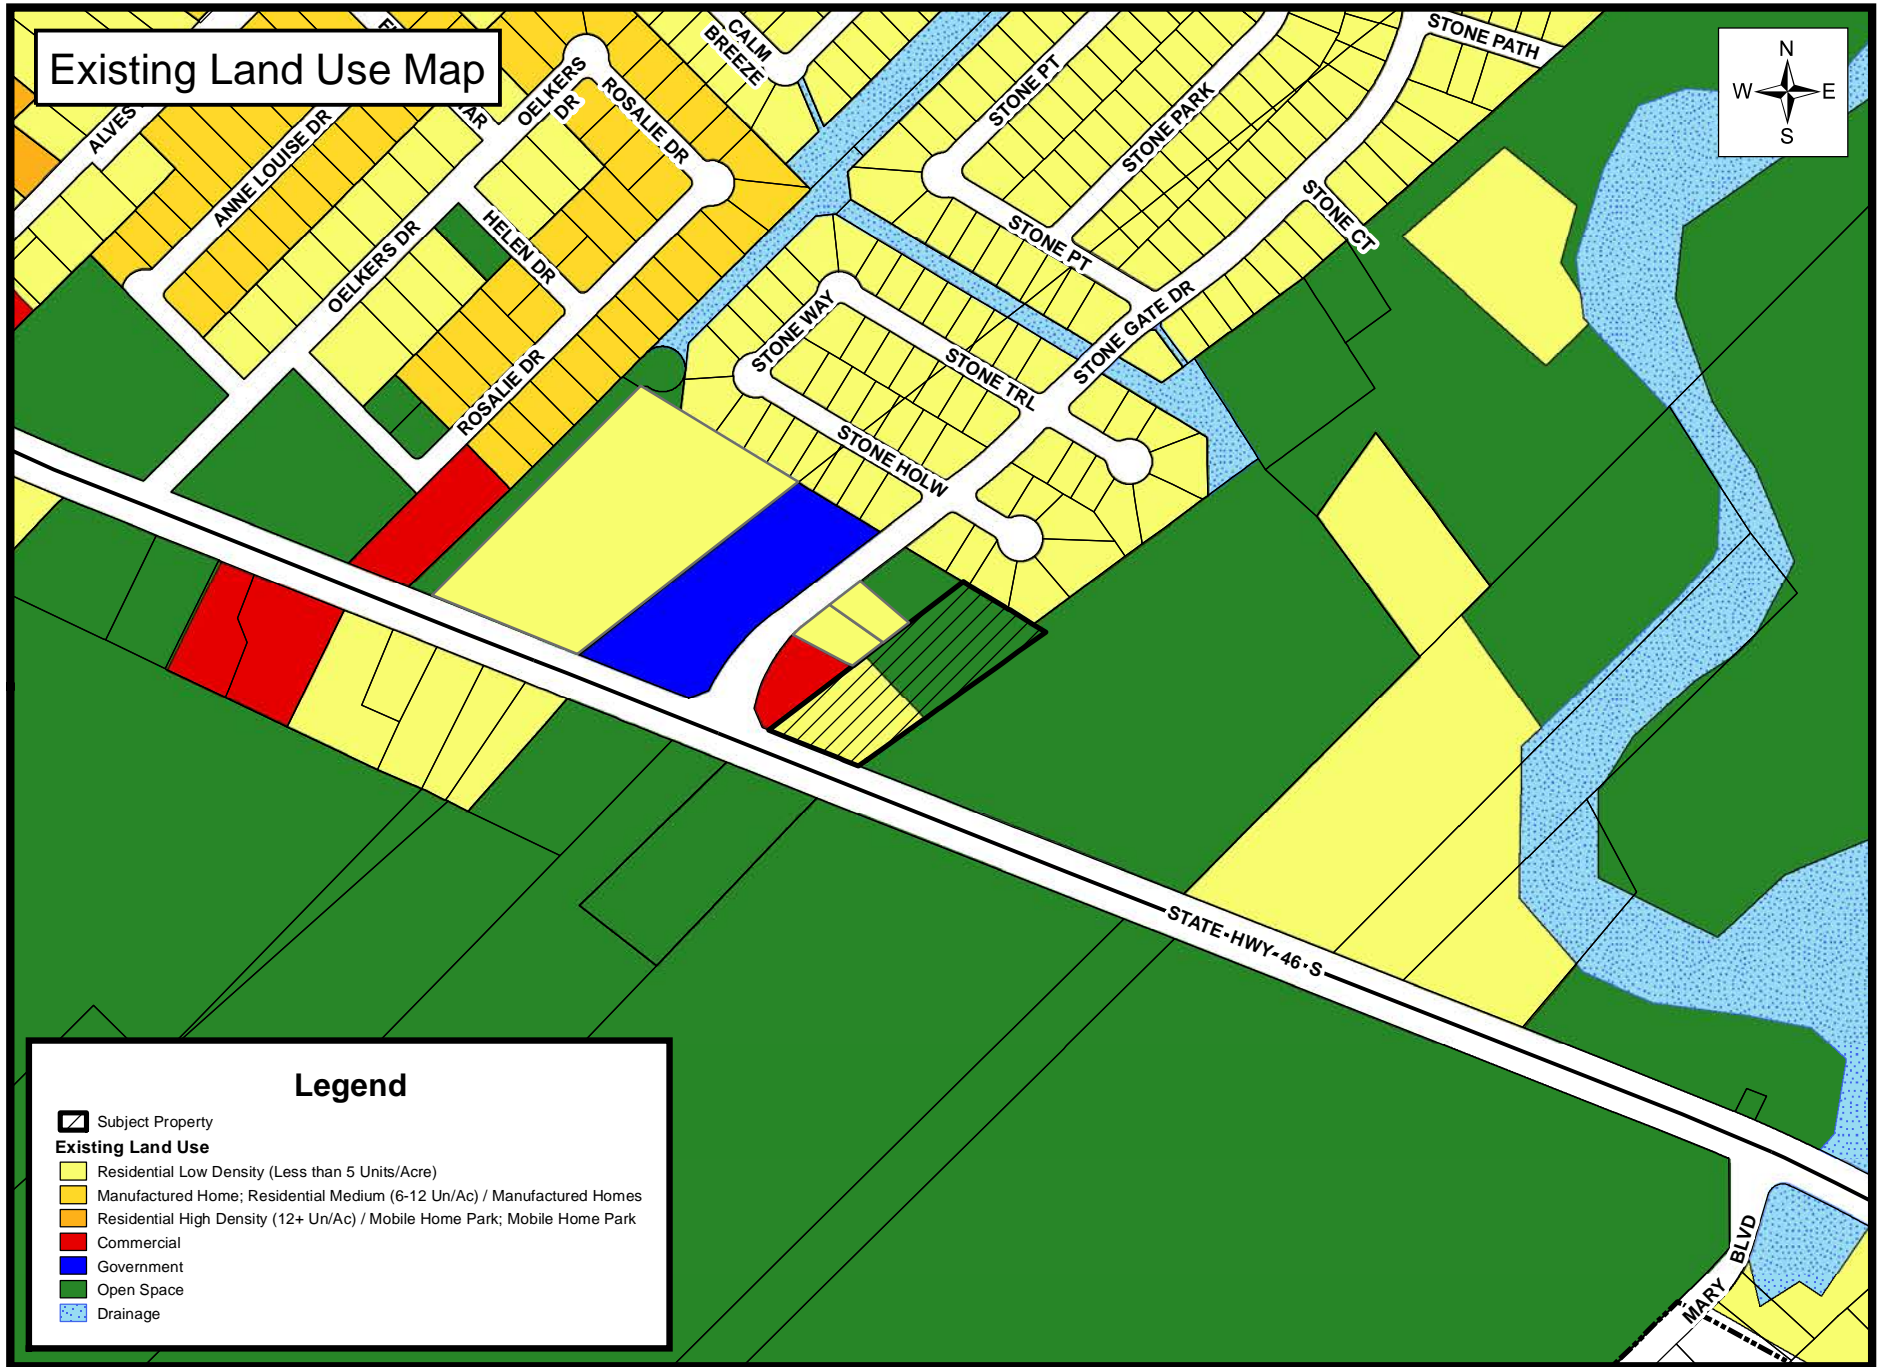 Existing Land Use Map
CALM
BREEZE
STONE PATH
N
W E
S
ALVES
ANNE LOUISE DR
OELKERS
DR
ROSALIE DR
STONE PT
STONE PARK
STONE CT
OELKERS DR
HELEN DR
STONE PT
STONE GATE DR
STONE WAY
STONE TRL
ROSALIE DR
STONE HOLW
STATE HWY 46 S
MARY BLVD
Legend
Subject Property
Existing Land Use
Residential Low Density (Less than 5 Units/Acre)
Manufactured Home; Residential Medium (6-12 Un/Ac) / Manufactured Homes
Residential High Density (12+ Un/Ac) / Mobile Home Park; Mobile Home Park
Commercial
Government
Open Space
Drainage